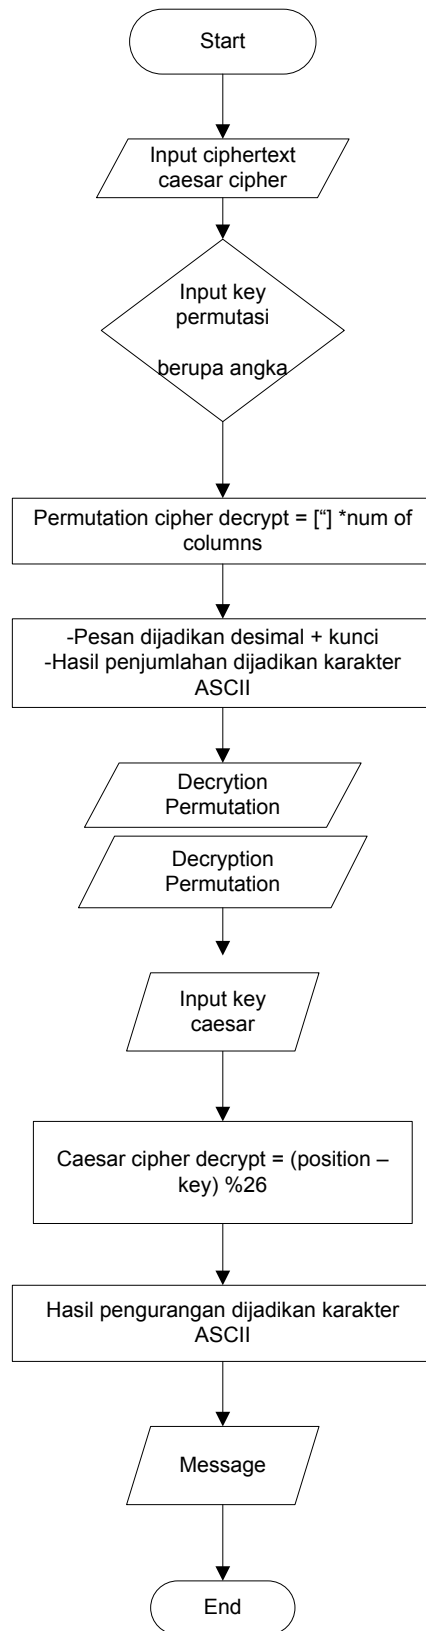 Start
Input ciphertext
caesar cipher
Input key
permutasi
berupa angka
Permutation cipher decrypt = [“] *num of
columns
-Pesan dijadikan desimal + kunci
-Hasil penjumlahan dijadikan karakter
ASCII
Decrytion
Permutation
Decryption
Permutation
Input key
caesar
Caesar cipher decrypt = (position –
key) %26
Hasil pengurangan dijadikan karakter
ASCII
Message
End